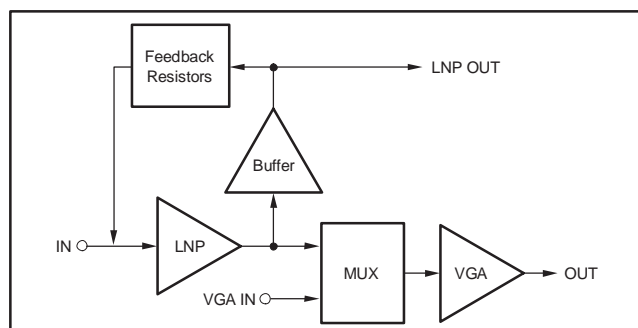 Feedback
Resistors
LNP OUT
Buffer
IN
LNP
MUX
VGA
OUT
VGA IN